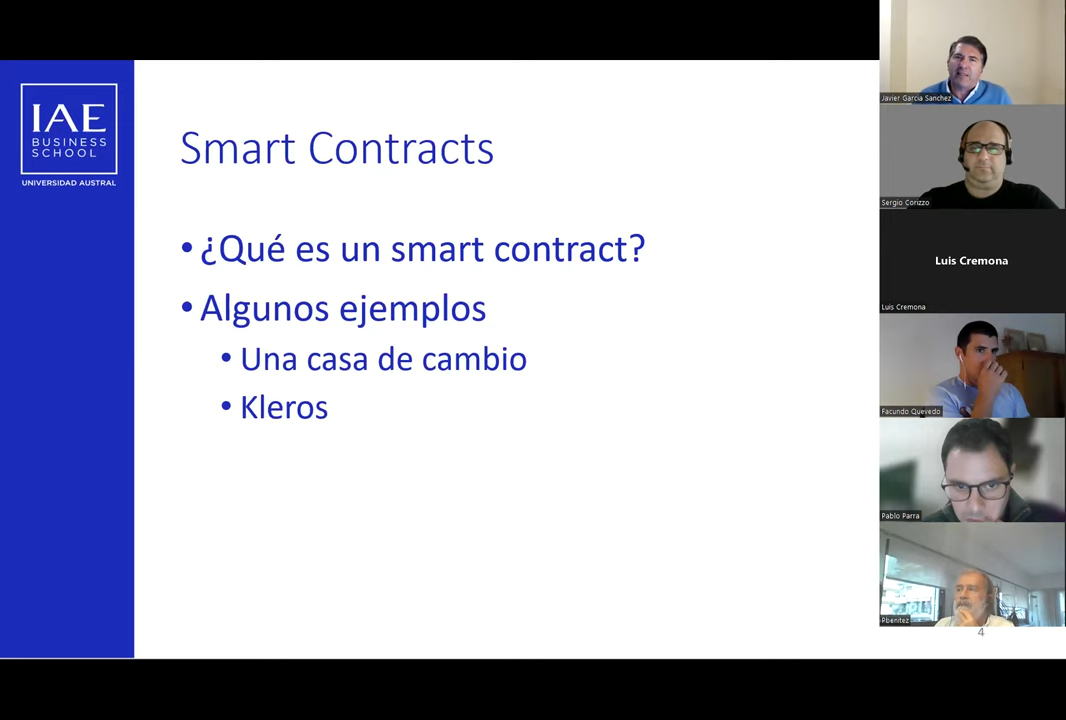 IAE
BUSINESS
SCHOOL
UNIVERSIDAD AUSTRAL
Smart Contracts
• ¿Qué es un smart contract?
• Algunos ejemplos
• Una casa de cambio
• Kleros
Javier Garcia Sanchez
Sergio Corizzo
Luis Cremona
Luis Cremona
Facundo Quevedo
Pablo Parra
Pbenitez
4